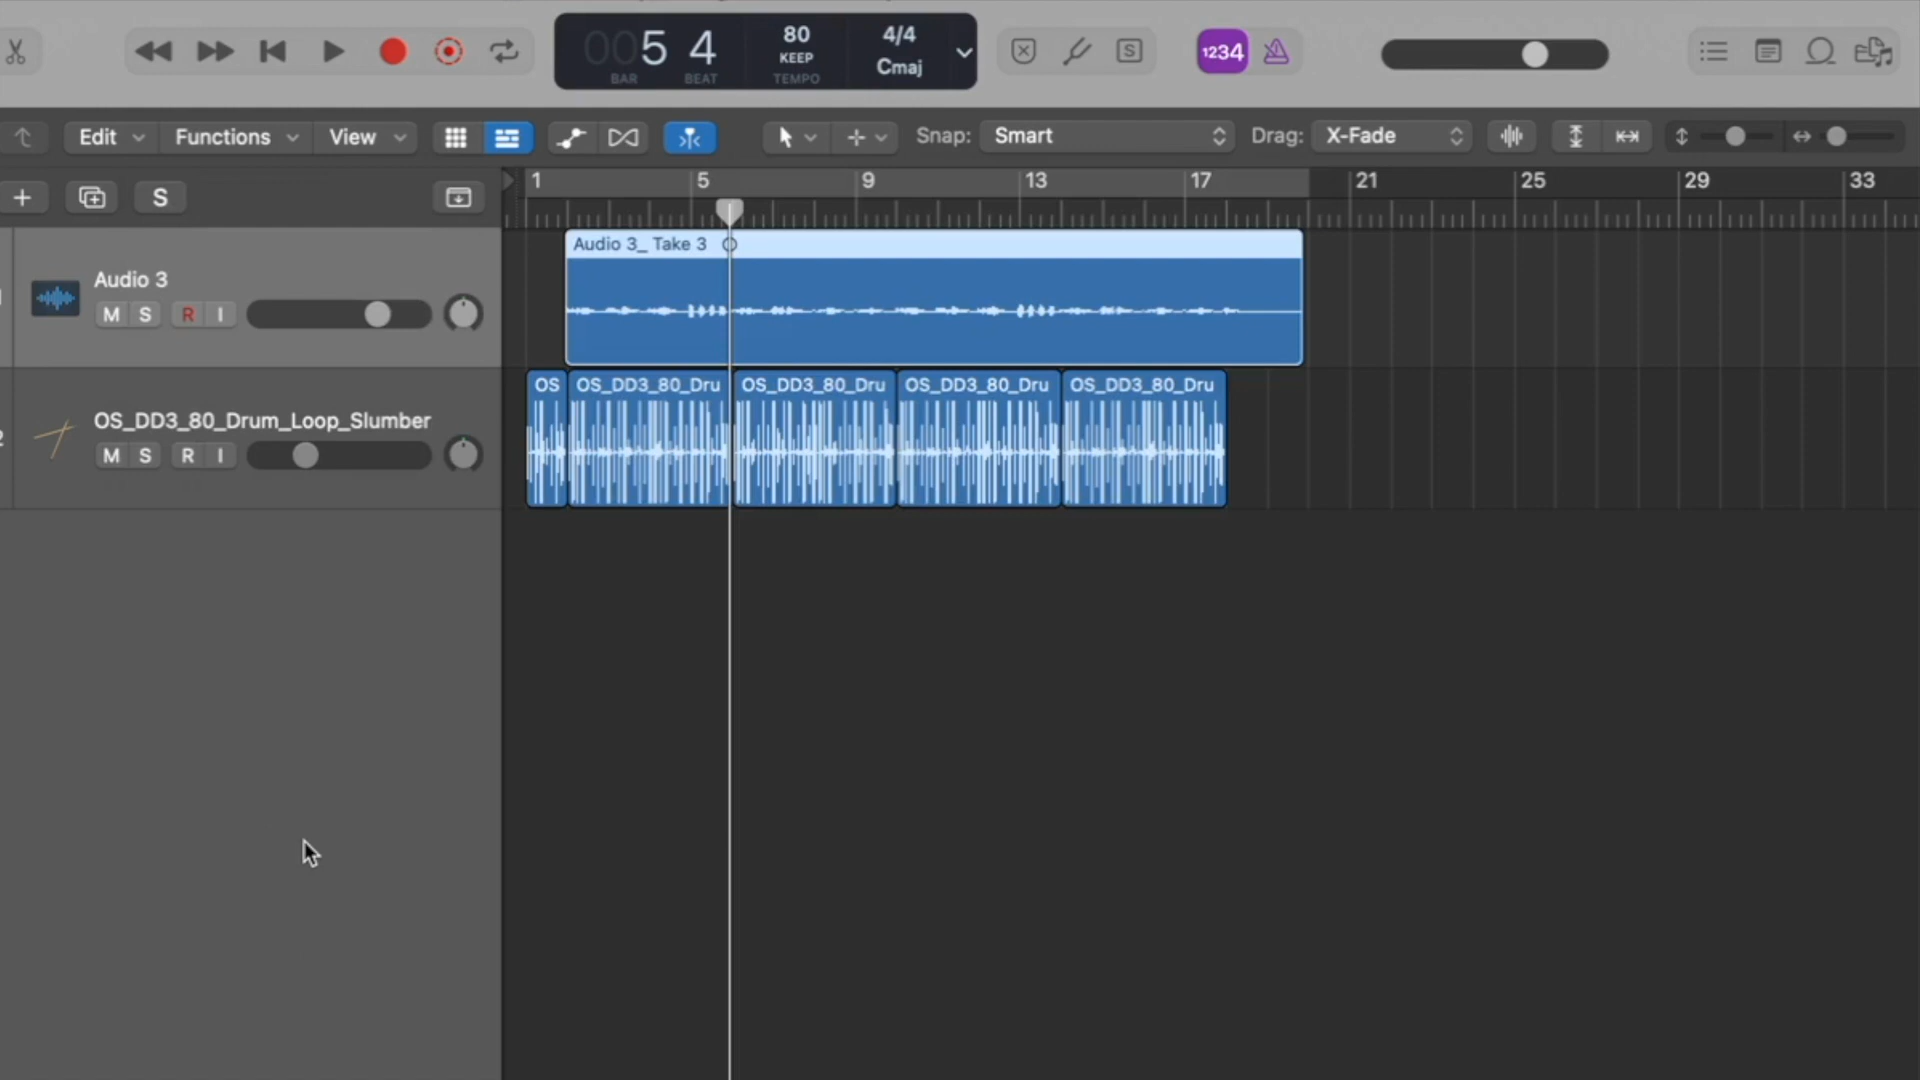 005 4
BAR BEAT
80
KEEP
TEMPO
4/4
Cmaj
S
1234
Edit Functions View Snap: Smart Drag: X-Fade
S
1 5 9 13 17 21 25 29 33
Audio 3
M S R I
Audio 3_ Take 3
2
OS_DD3_80_Drum_Loop_Slumber
M S R I
OS OS_DD3_80_Dru OS_DD3_80_Dru OS_DD3_80_Dru OS_DD3_80_Dru